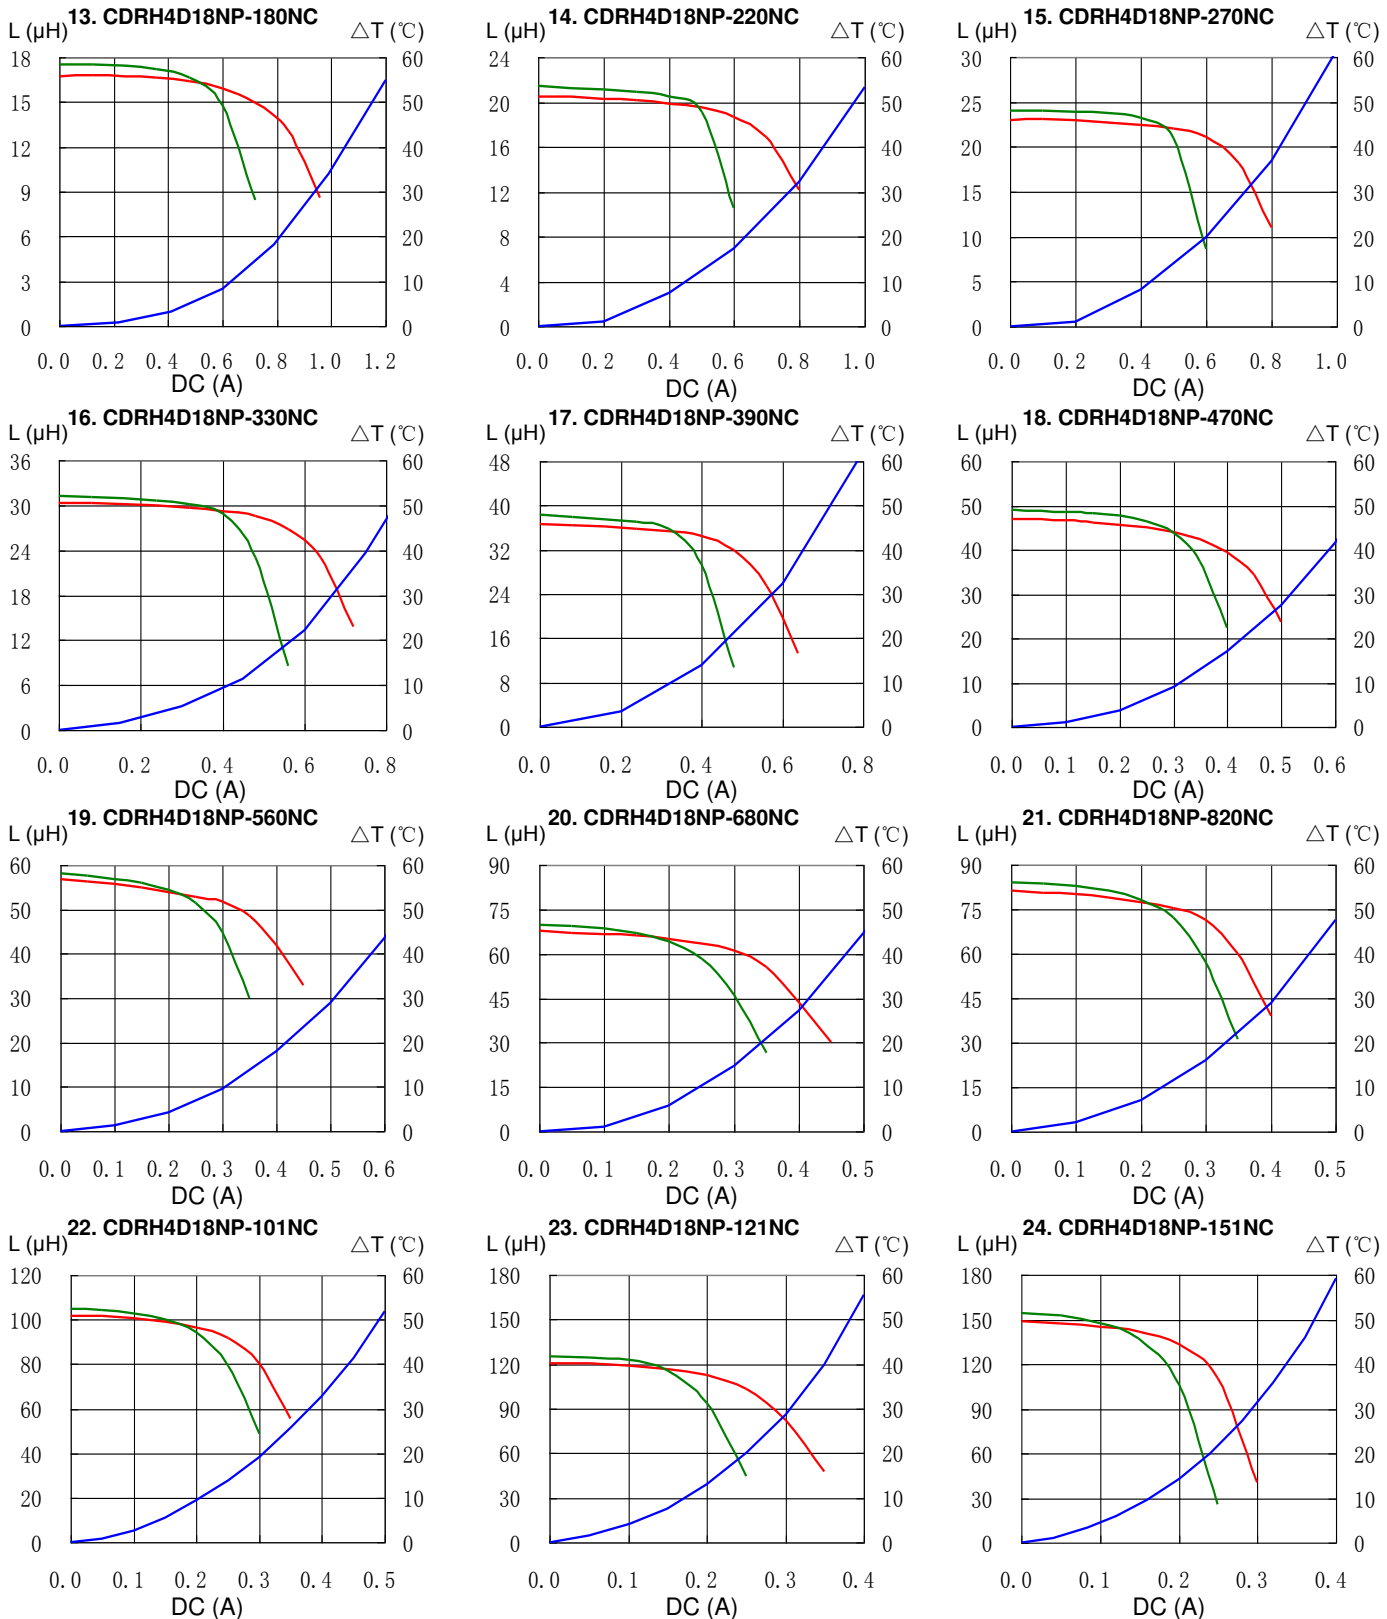 13. CDRH4D18NP-180NC
L (µH) △T (℃)
18 60
50
15
40
12
9 30
6 20
3 10
0 0
0.0 0.2 0.4 0.6 0.8 1.0 1.2
DC (A)
14. CDRH4D18NP-220NC
L (µH) △T (℃)
24 60
20 50
16 40
12 30
8 20
4 10
0 0
0.0 0.2 0.4 0.6 0.8 1.0
DC (A)
15. CDRH4D18NP-270NC
L (µH) △T (℃)
30 60
25 50
20 40
15 30
10 20
5 10
0 0
0.0 0.2 0.4 0.6 0.8 1.0
DC (A)
16. CDRH4D18NP-330NC
L (µH) △T (℃)
36 60
30 50
24 40
18 30
12 20
6 10
0 0
0.0 0.2 0.4 0.6 0.8
DC (A)
17. CDRH4D18NP-390NC
L (µH) △T (℃)
48 60
40 50
32 40
24 30
16 20
8 10
0 0
0.0 0.2 0.4 0.6 0.8
DC (A)
18. CDRH4D18NP-470NC
L (µH) △T (℃)
60 60
50 50
40 40
30 30
20 20
10 10
0 0
0.0 0.1 0.2 0.3 0.4 0.5 0.6
DC (A)
19. CDRH4D18NP-560NC
L (µH) △T (℃)
60 60
50 50
40 40
30 30
20 20
10 10
0 0
0.0 0.1 0.2 0.3 0.4 0.5 0.6
DC (A)
20. CDRH4D18NP-680NC
L (µH) △T (℃)
90 60
75 50
60 40
45 30
30 20
15 10
0 0
0.0 0.1 0.2 0.3 0.4 0.5
DC (A)
21. CDRH4D18NP-820NC
L (µH) △T (℃)
90 60
75 50
60 40
45 30
30 20
15 10
0 0
0.0 0.1 0.2 0.3 0.4 0.5
DC (A)
22. CDRH4D18NP-101NC
L (µH) △T (℃)
120 60
100 50
80 40
60 30
40 20
20 10
0 0
0.0 0.1 0.2 0.3 0.4 0.5
DC (A)
23. CDRH4D18NP-121NC
L (µH) △T (℃)
180 60
150 50
120 40
90 30
60 20
30 10
0 0
0.0 0.1 0.2 0.3 0.4
DC (A)
24. CDRH4D18NP-151NC
L (µH) △T (℃)
180 60
150 50
120 40
90 30
60 20
30 10
0 0
0.0 0.1 0.2 0.3 0.4
DC (A)